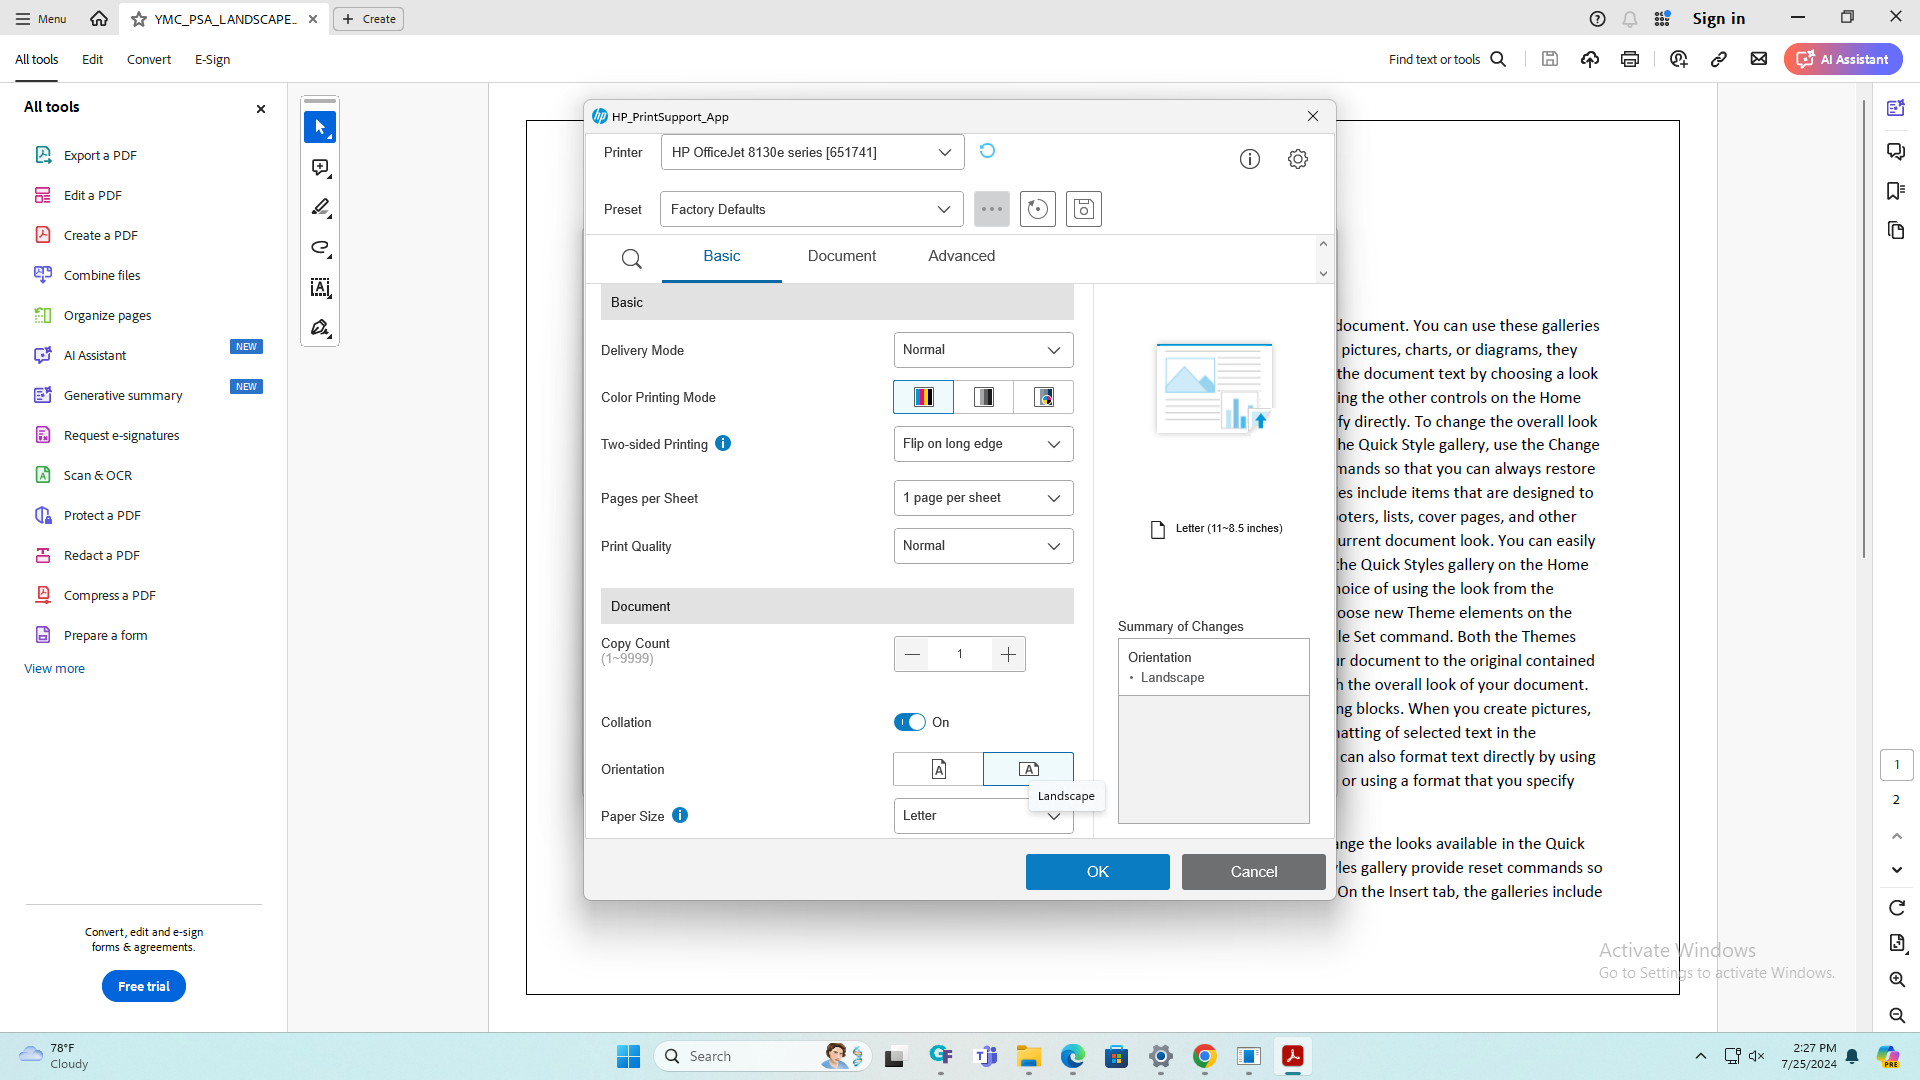 Menu
YMC_PSA_LANDSCAPE...
Create
Sign in
All tools
Edit
Convert
E-Sign
Find text or tools
AI Assistant
All tools
Export a PDF
Edit a PDF
Create a PDF
Combine files
Organize pages
AI Assistant
NEW
Generative summary
NEW
Request e-signatures
Scan & OCR
Protect a PDF
Redact a PDF
Compress a PDF
Prepare a form
View more
Convert, edit and e-sign
forms & agreements.
Free trial
HP_PrintSupport_App
Printer
HP OfficeJet 8130e series [651741]
Preset
Factory Defaults
Basic
Document
Advanced
Basic
Delivery Mode
Normal
Color Printing Mode
Two-sided Printing
Flip on long edge
Pages per Sheet
1 page per sheet
Print Quality
Normal
Document
Copy Count
(1~9999)
1
Collation
On
Orientation
Landscape
Paper Size
Letter
Letter (11~8.5 inches)
Summary of Changes
Orientation
• Landscape
OK
Cancel
document. You can use these galleries
pictures, charts, or diagrams, they
the document text by choosing a look
ing the other controls on the Home
fy directly. To change the overall look
he Quick Style gallery, use the Change
mands so that you can always restore
es include items that are designed to
oters, lists, cover pages, and other
urrent document look. You can easily
he Quick Styles gallery on the Home
hoice of using the look from the
oose new Theme elements on the
le Set command. Both the Themes
r document to the original contained
h the overall look of your document.
ng blocks. When you create pictures,
matting of selected text in the
can also format text directly by using
or using a format that you specify
nge the looks available in the Quick
les gallery provide reset commands so
On the Insert tab, the galleries include
1
2
Activate Windows
Go to Settings to activate Windows.
78°F
Cloudy
Search
2:27 PM
7/25/2024
PRE